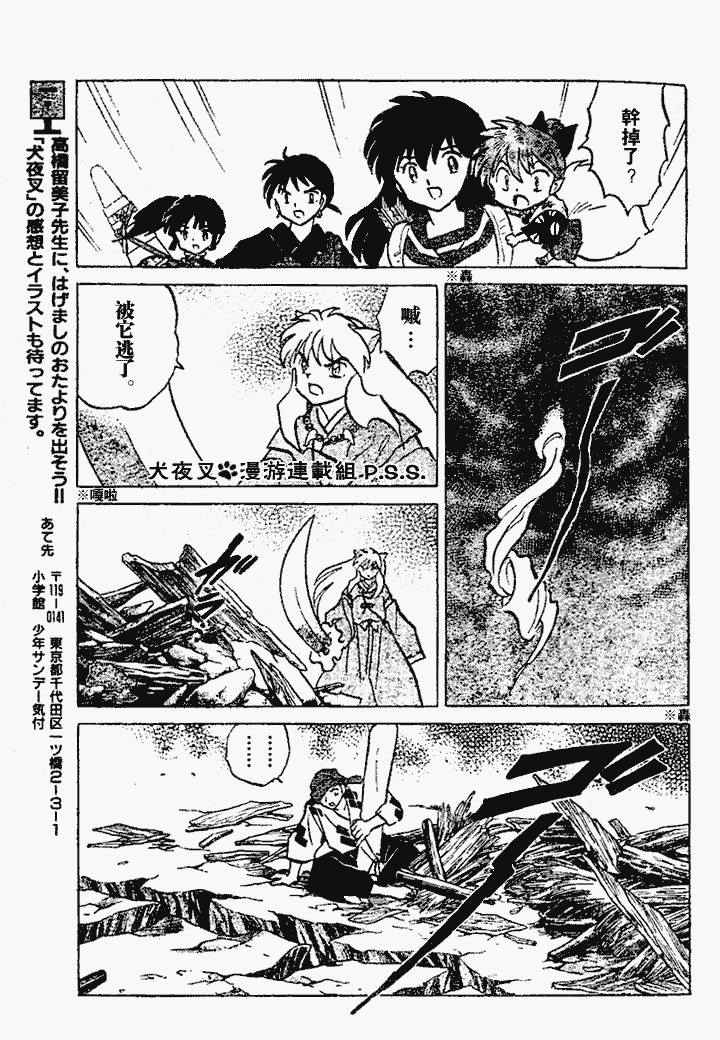 幹掉了？
※轟
嘁…
被它逃了。
犬夜叉 漫游連載組.P.S.S.
※嘎啦
※轟
……
……
高橋留美子先生に、はげましのおたよりを出そう!!
「犬夜叉」の感想とイラストも待ってます。
あて先
〒119-0141 東京都千代田区一ツ橋2-3-1
小学館 少年サンデー気付